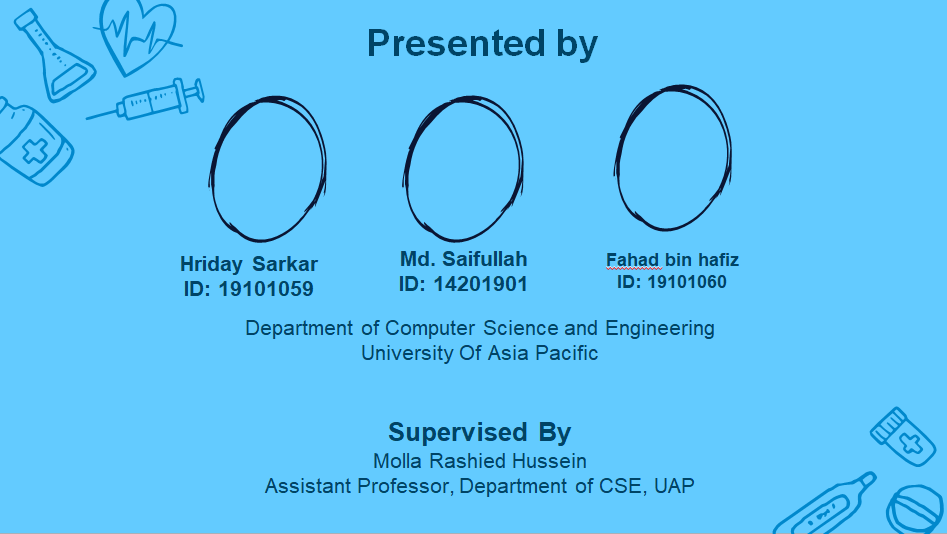 Presented by
Hriday Sarkar
ID: 19101059
Md. Saifullah
ID: 14201901
Fahad bin hafiz
ID: 19101060
Department of Computer Science and Engineering
University Of Asia Pacific
Supervised By
Molla Rashied Hussein
Assistant Professor, Department of CSE, UAP